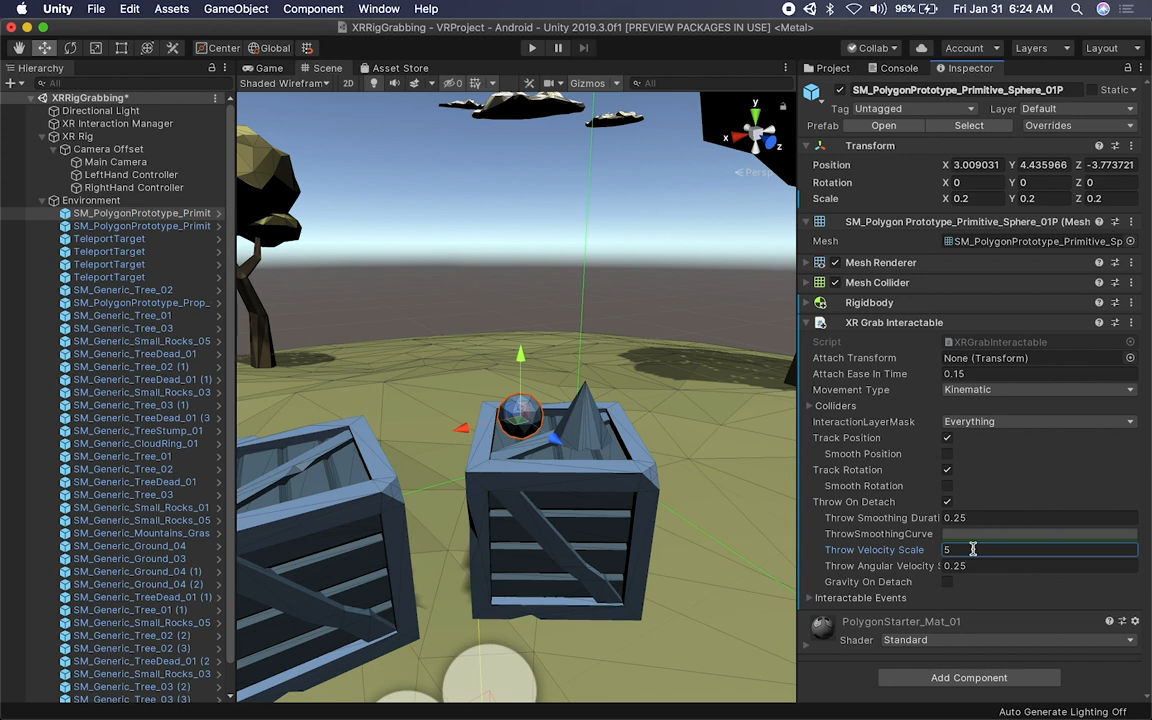 Unity File Edit Assets GameObject Component Window Help 96% Fri Jan 31 6:24 AM
XRRigGrabbing - VRProject - Android - Unity 2019.3.0f1 [PREVIEW PACKAGES IN USE] <Metal>
Center Global Collab Account Layers Layout
Hierarchy Game Scene Asset Store Project Console Inspector
All Shaded Wireframe 2D 0 Gizmos All
XRRigGrabbing*
Directional Light
XR Interaction Manager
XR Rig
Camera Offset
Main Camera
LeftHand Controller
RightHand Controller
Environment
SM_PolygonPrototype_Primit
SM_PolygonPrototype_Primit
TeleportTarget
TeleportTarget
TeleportTarget
TeleportTarget
SM_Generic_Tree_02
SM_PolygonPrototype_Prop_
SM_Generic_Tree_01
SM_Generic_Tree_03
SM_Generic_Small_Rocks_05
SM_Generic_TreeDead_01
SM_Generic_Tree_02 (1)
SM_Generic_TreeDead_01 (1)
SM_Generic_Small_Rocks_03
SM_Generic_Tree_03 (1)
SM_Generic_TreeDead_01 (3
SM_Generic_TreeStump_01
SM_Generic_CloudRing_01
SM_Generic_Tree_01
SM_Generic_Tree_02
SM_Generic_TreeDead_01
SM_Generic_Tree_03
SM_Generic_Small_Rocks_01
SM_Generic_Small_Rocks_05
SM_Generic_Mountains_Gras
SM_Generic_Ground_04
SM_Generic_Ground_03
SM_Generic_Ground_04 (1)
SM_Generic_Ground_04 (2)
SM_Generic_TreeDead_01 (1)
SM_Generic_Tree_01 (1)
SM_Generic_Small_Rocks_05
SM_Generic_Tree_02 (2)
SM_Generic_Tree_02 (3)
SM_Generic_TreeDead_01 (2
SM_Generic_Small_Rocks_03
SM_Generic_Tree_03 (2)
SM_Generic_Tree_03 (3)
y
x
z
Persp
SM_PolygonPrototype_Primitive_Sphere_01P Static
Tag Untagged Layer Default
Prefab Open Select Overrides
Transform
Position X 3.009031 Y 4.435966 Z -3.773721
Rotation X 0 Y 0 Z 0
Scale X 0.2 Y 0.2 Z 0.2
SM_Polygon Prototype_Primitive_Sphere_01P (Mesh
Mesh SM_PolygonPrototype_Primitive_Sp
Mesh Renderer
Mesh Collider
Rigidbody
XR Grab Interactable
Script XRGrabInteractable
Attach Transform None (Transform)
Attach Ease In Time 0.15
Movement Type Kinematic
Colliders
InteractionLayerMask Everything
Track Position
Smooth Position
Track Rotation
Smooth Rotation
Throw On Detach
Throw Smoothing Durati 0.25
ThrowSmoothingCurve
Throw Velocity Scale 5
Throw Angular Velocity S 0.25
Gravity On Detach
Interactable Events
PolygonStarter_Mat_01
Shader Standard
Add Component
Auto Generate Lighting Off